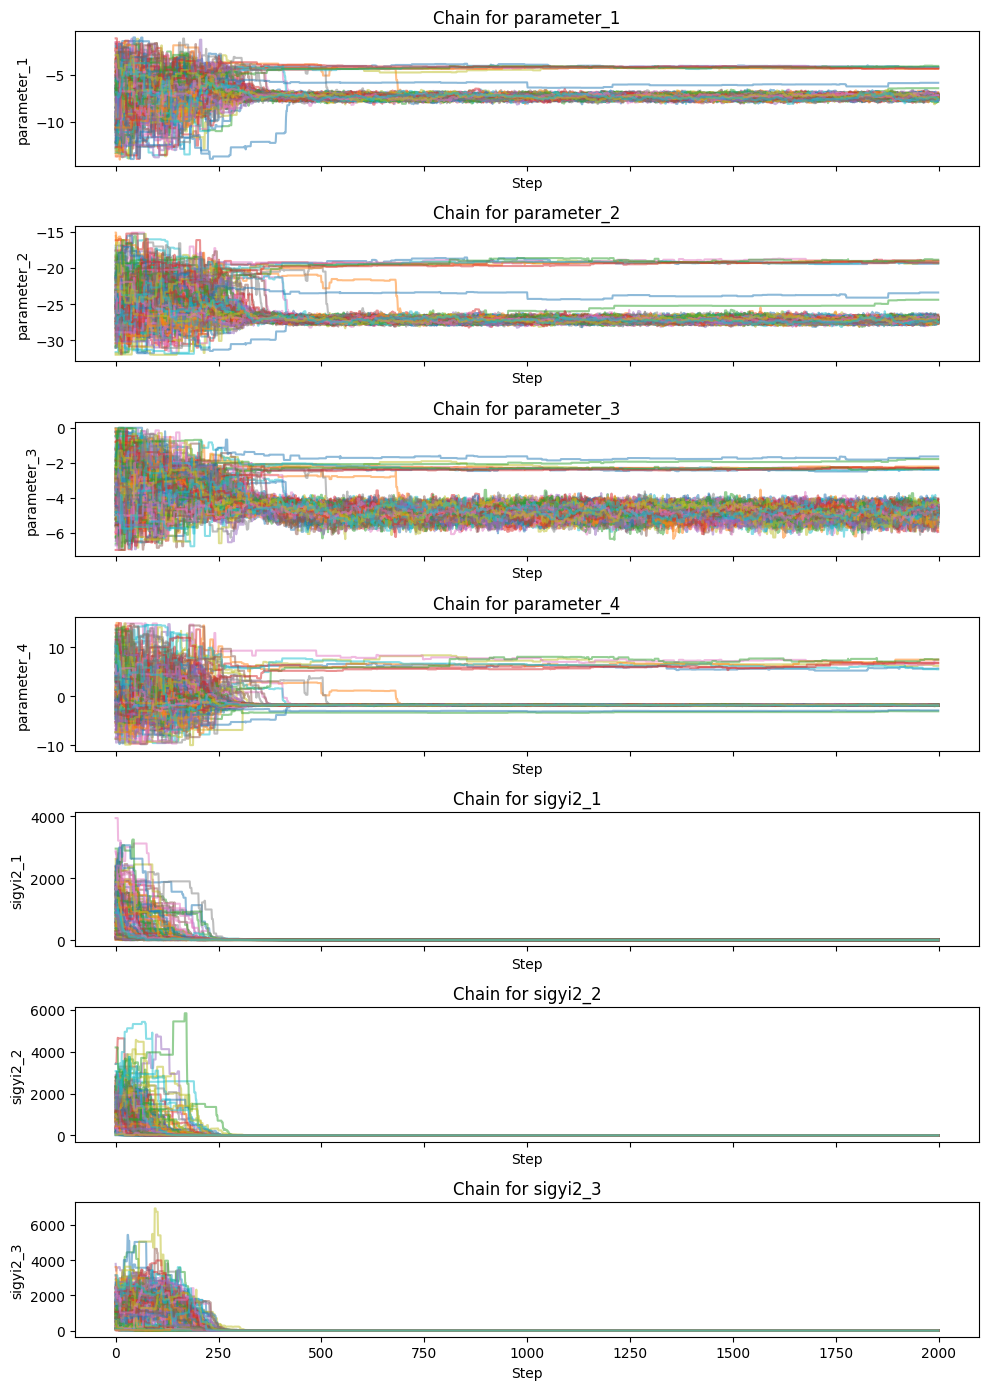 Chain for parameter_1
parameter_1
−5
−10
Step
Chain for parameter_2
parameter_2
−15
−20
−25
−30
Step
Chain for parameter_3
parameter_3
0
−2
−4
−6
Step
Chain for parameter_4
parameter_4
10
0
−10
Step
Chain for sigyi2_1
sigyi2_1
4000
2000
0
Step
Chain for sigyi2_2
sigyi2_2
6000
4000
2000
0
Step
Chain for sigyi2_3
sigyi2_3
6000
4000
2000
0
0 250 500 750 1000 1250 1500 1750 2000
Step